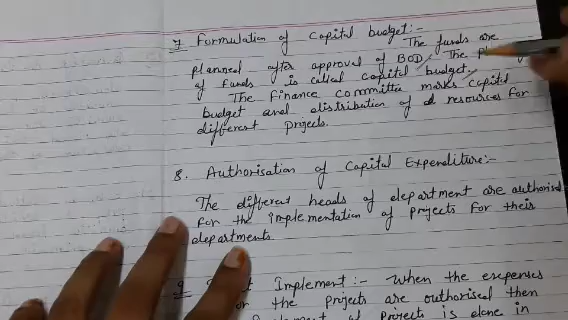 7 Formulation of Capital budget:-
The funds are
planned after approval of BOD. The
of funds is called capital budget.
The Finance committee marks capital
budget and distribution of resources for
different projects.
8. Authorisation of Capital Expenditure:-
The different heads of department are authorised
for the implementation of projects for their
departments.
9 Implement:- When the expenses
the projects are authorised then
of projects is done in